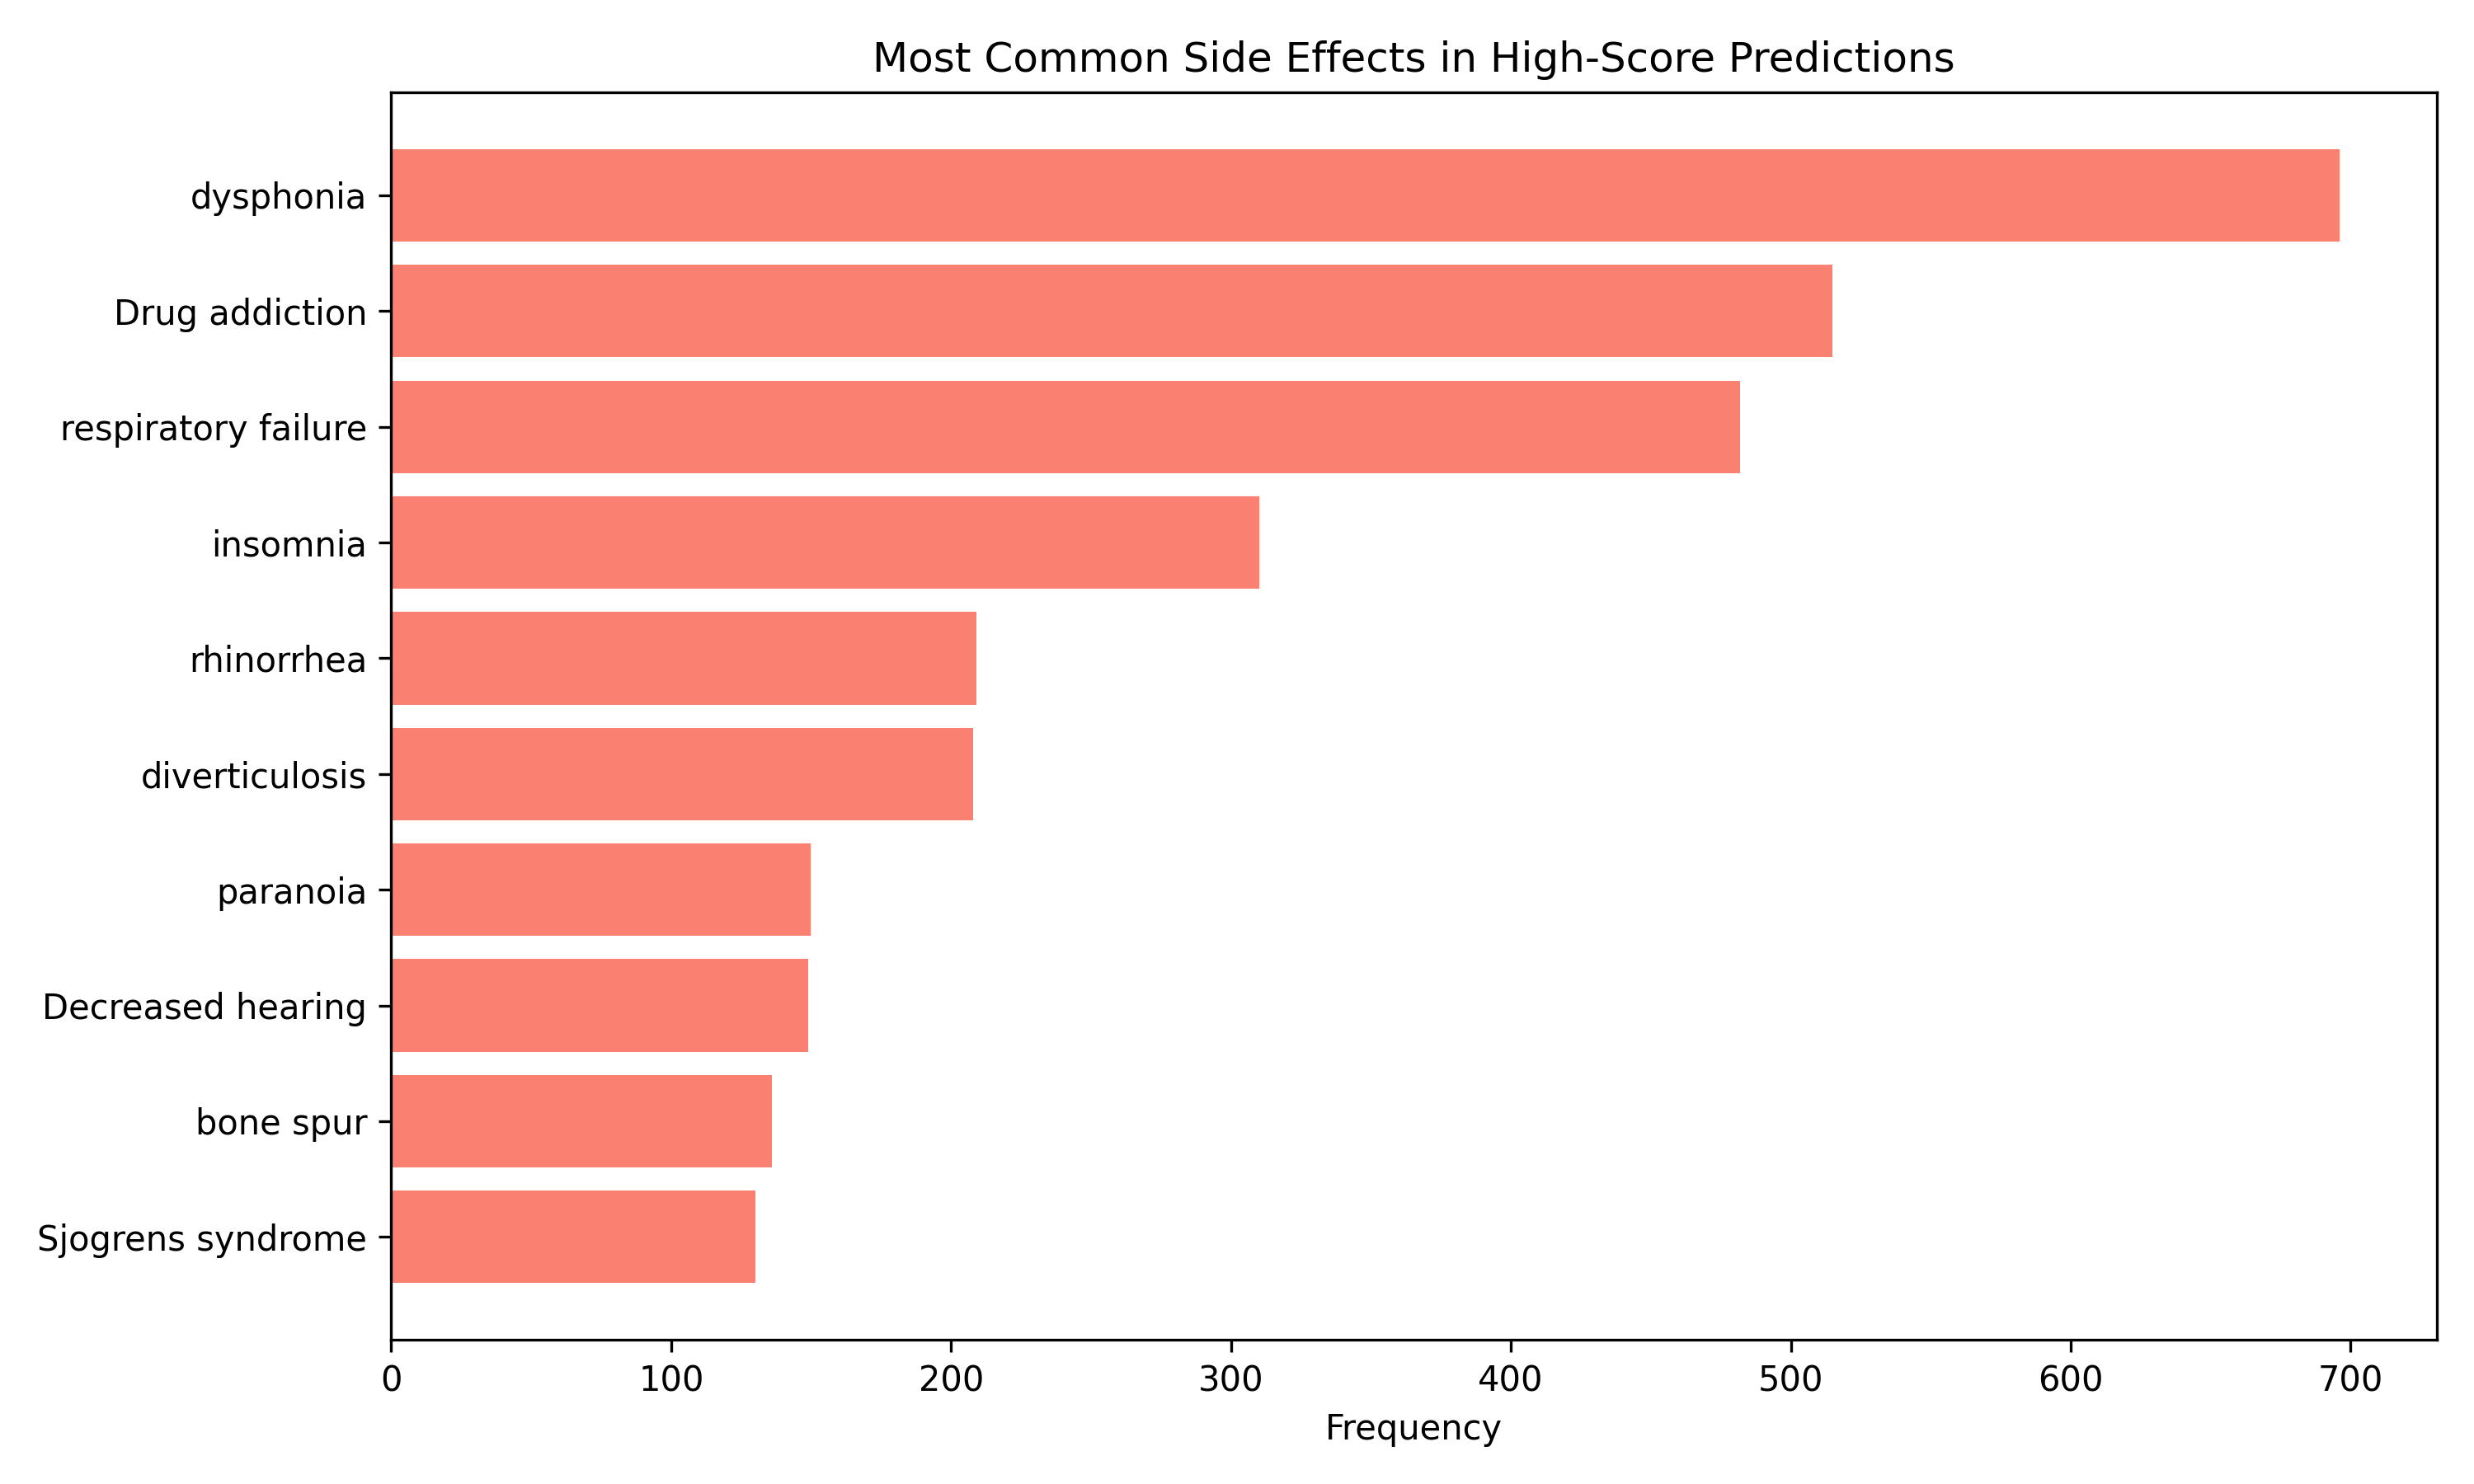 Most Common Side Effects in High-Score Predictions
dysphonia
Drug addiction
respiratory failure
insomnia
rhinorrhea
diverticulosis
paranoia
Decreased hearing
bone spur
Sjogrens syndrome
0 100 200 300 400 500 600 700
Frequency